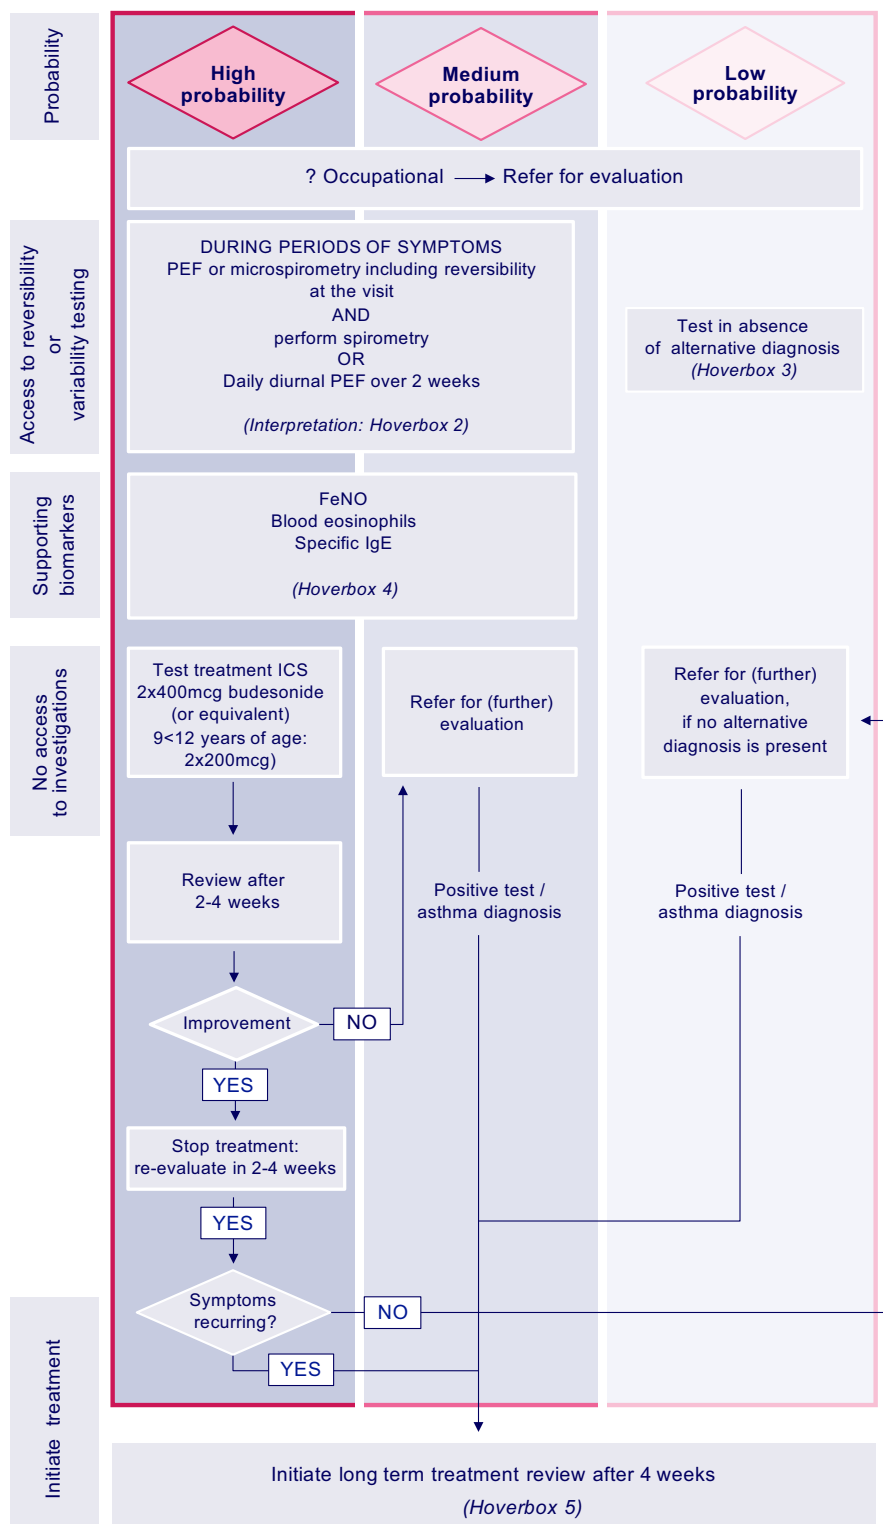 Probability
High
probability
Medium
probability
Low
probability
? Occupational
Refer for evaluation
Access to reversibility
or
variability testing
DURING PERIODS OF SYMPTOMS
PEF or microspirometry including reversibility
at the visit
AND
perform spirometry
OR
Daily diurnal PEF over 2 weeks
(Interpretation: Hoverbox 2)
Test in absence
of alternative diagnosis
(Hoverbox 3)
Supporting
biomarkers
FeNO
Blood eosinophils
Specific IgE
(Hoverbox 4)
No access
to investigations
Test treatment ICS
2x400mcg budesonide
(or equivalent)
9<12 years of age:
2x200mcg)
Refer for (further)
evaluation
Refer for (further)
evaluation,
if no alternative
diagnosis is present
Review after
2-4 weeks
Positive test /
asthma diagnosis
Positive test /
asthma diagnosis
Improvement
NO
YES
Stop treatment:
re-evaluate in 2-4 weeks
YES
Symptoms
recurring?
NO
YES
Initiate treatment
Initiate long term treatment review after 4 weeks
(Hoverbox 5)